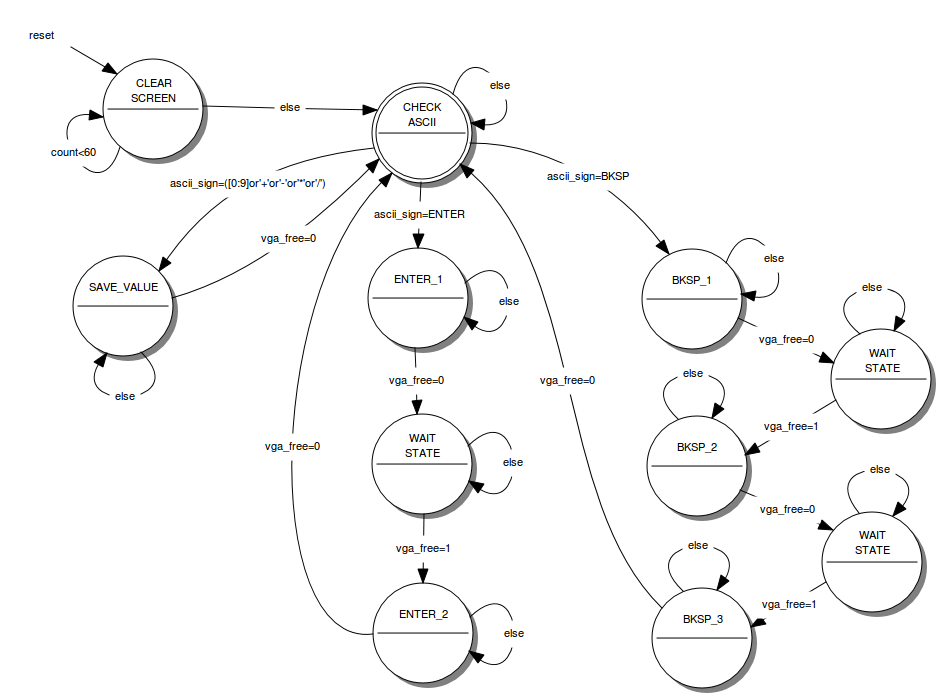 reset
CLEAR
SCREEN
else
count<60
CHECK
ASCII
else
ascii_sign=([0:9]or'+'or'-'or'*'or'/')
ascii_sign=BKSP
ascii_sign=ENTER
vga_free=0
SAVE_VALUE
else
ENTER_1
else
vga_free=0
WAIT
STATE
else
vga_free=0
vga_free=1
ENTER_2
else
vga_free=0
BKSP_1
else
vga_free=0
else
WAIT
STATE
vga_free=1
else
BKSP_2
vga_free=0
else
WAIT
STATE
vga_free=1
else
BKSP_3